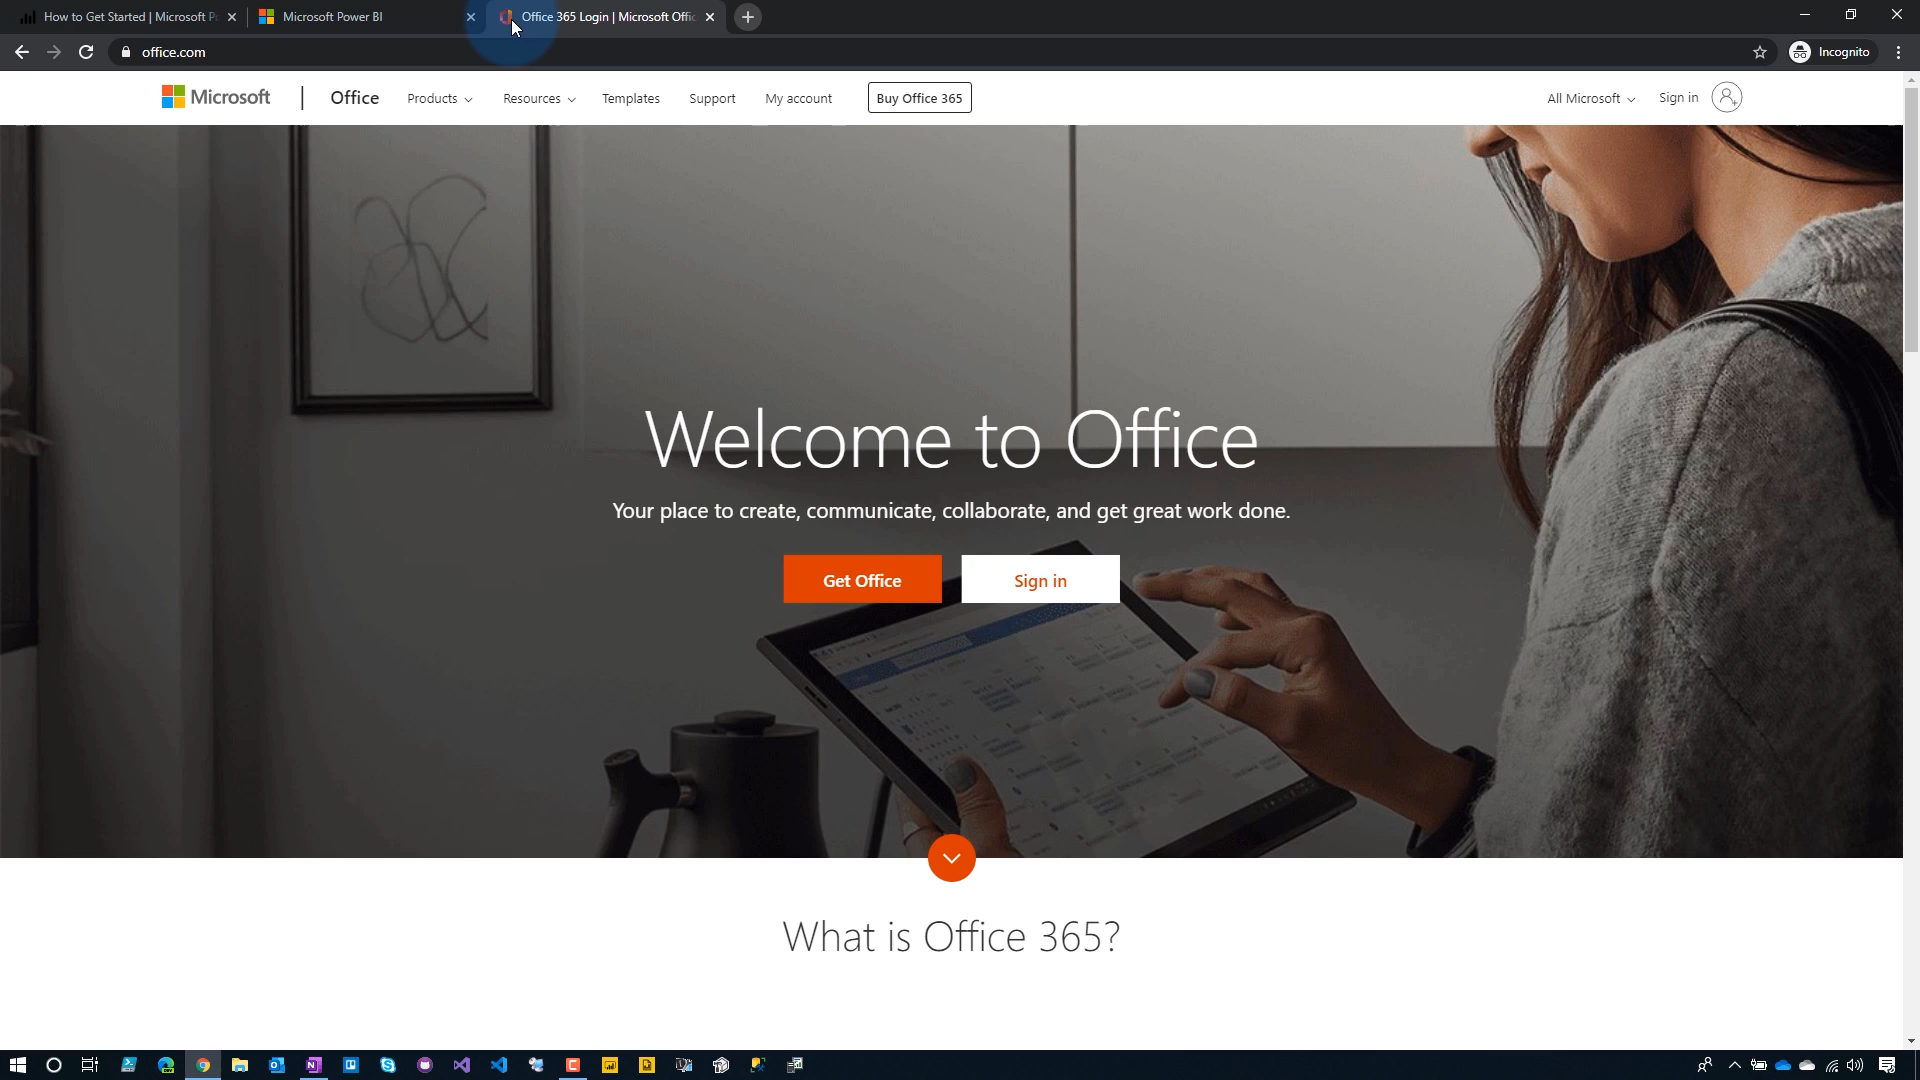 How to Get Started | Microsoft P
Microsoft Power BI
Office 365 Login | Microsoft Offic
office.com
Incognito
Microsoft
Office
Products
Resources
Templates
Support
My account
Buy Office 365
All Microsoft
Sign in
Welcome to Office
Your place to create, communicate, collaborate, and get great work done.
Get Office
Sign in
What is Office 365?